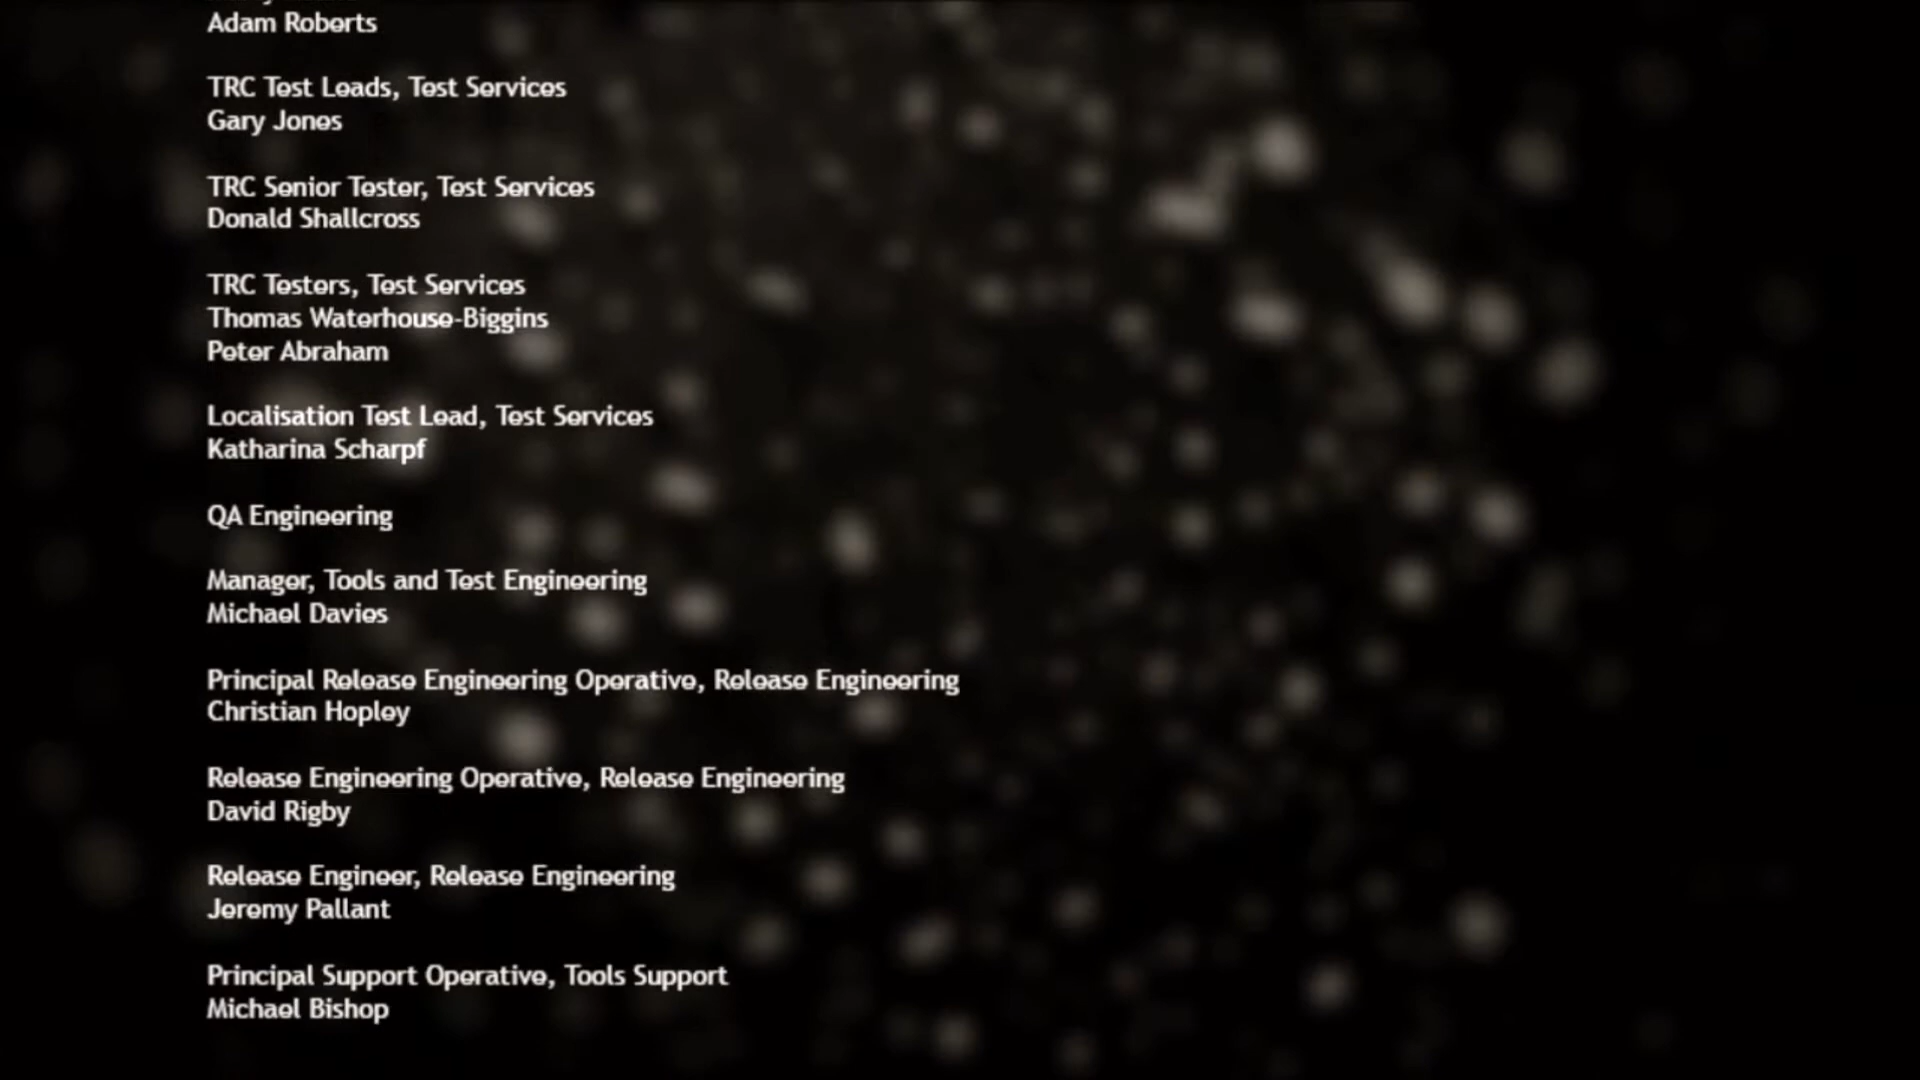 Adam Roberts
TRC Test Leads, Test Services
Gary Jones
TRC Senior Tester, Test Services
Donald Shallcross
TRC Testers, Test Services
Thomas Waterhouse-Biggins
Peter Abraham
Localisation Test Lead, Test Services
Katharina Scharpf
QA Engineering
Manager, Tools and Test Engineering
Michael Davies
Principal Release Engineering Operative, Release Engineering
Christian Hopley
Release Engineering Operative, Release Engineering
David Rigby
Release Engineer, Release Engineering
Jeremy Pallant
Principal Support Operative, Tools Support
Michael Bishop